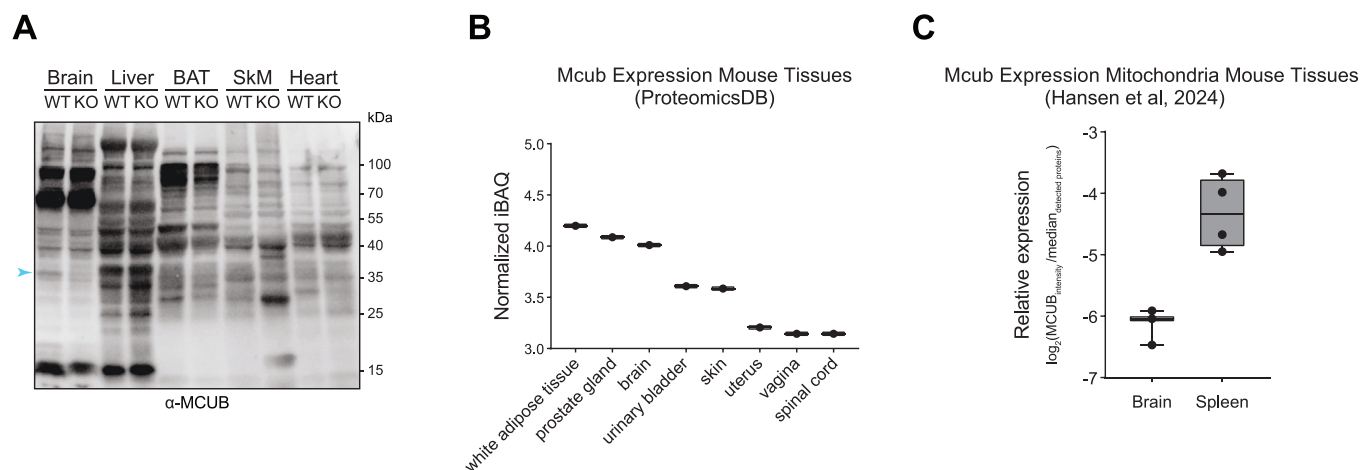 A
Brain Liver BAT SkM Heart
WT KO WT KO WT KO WT KO WT KO
kDa
100
70
55
40
35
25
15
α-MCUB
B
Mcub Expression Mouse Tissues
(ProteomicsDB)
Normalized iBAQ
5.0
4.5
4.0
3.5
3.0
white adipose tissue
prostate gland
brain
urinary bladder
skin
uterus
vagina
spinal cord
C
Mcub Expression Mitochondria Mouse Tissues
(Hansen et al, 2024)
Relative expression
log2(MCUBintensity/mediandetected proteins)
-3
-4
-5
-6
-7
Brain Spleen